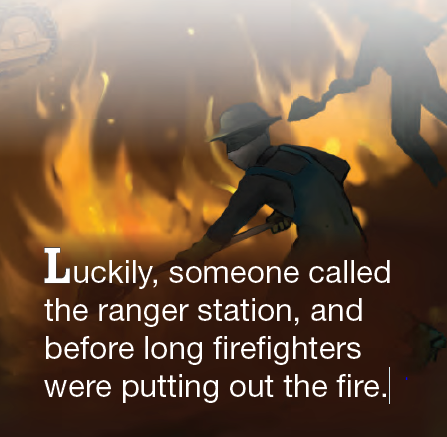 Luckily, someone called
the ranger station, and
before long firefighters
were putting out the fire.